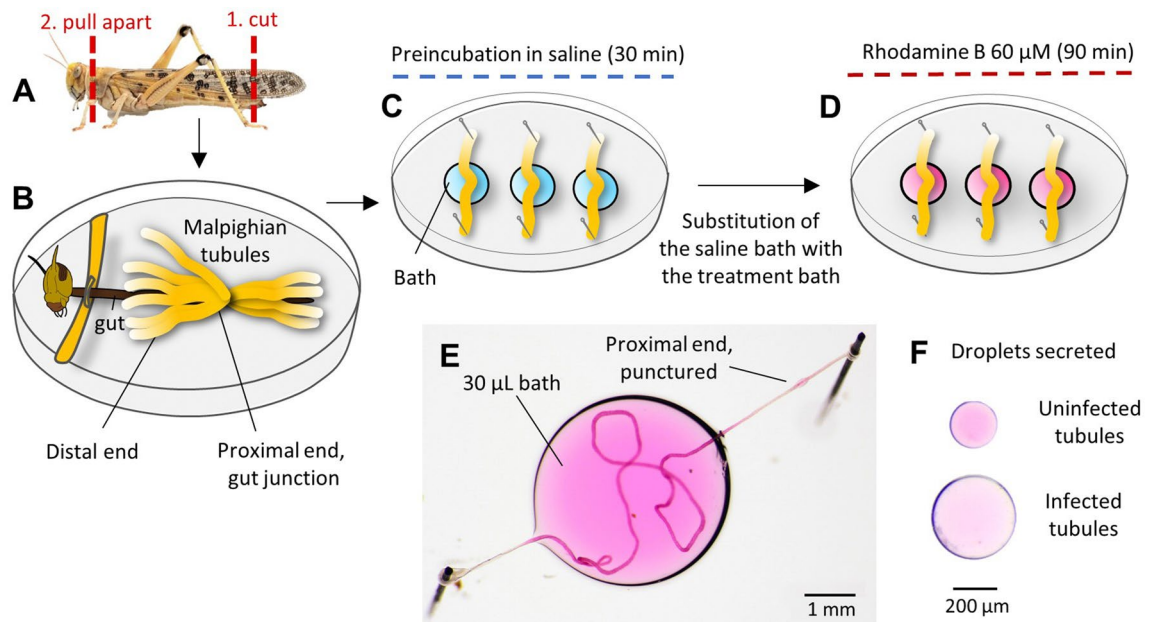 2. pull apart
1. cut
A
Preincubation in saline (30 min)
Rhodamine B 60 µM (90 min)
C
D
B
Malpighian
tubules
gut
Bath
Substitution of
the saline bath with
the treatment bath
Distal end
Proximal end,
gut junction
E
Proximal end,
punctured
30 µL bath
1 mm
F
Droplets secreted
Uninfected
tubules
Infected
tubules
200 µm